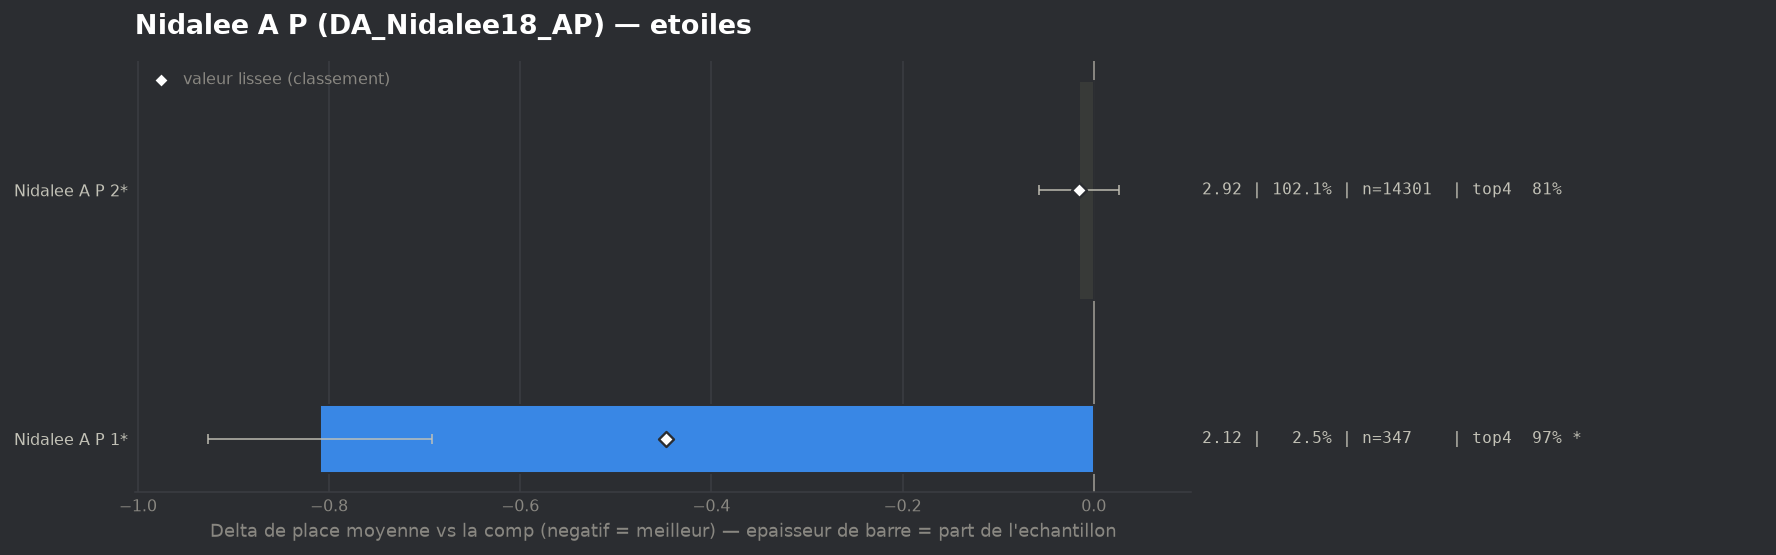 Nidalee A P (DA_Nidalee18_AP) — etoiles
valeur lissee (classement)
Nidalee A P 2*
2.92 | 102.1% | n=14301  | top4  81%
Nidalee A P 1*
2.12 |   2.5% | n=347    | top4  97% *
−1.0
−0.8
−0.6
−0.4
−0.2
0.0
Delta de place moyenne vs la comp (negatif = meilleur) — epaisseur de barre = part de l'echantillon